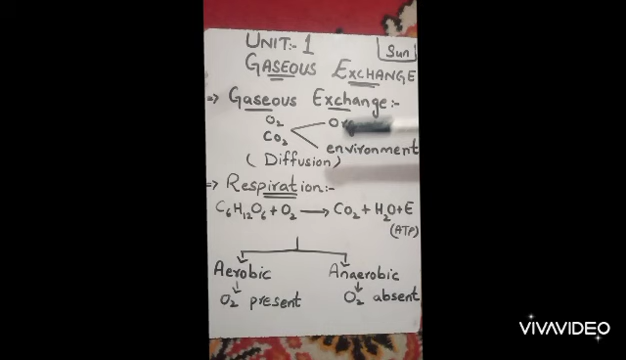 UNIT:- 1
Sun
GASEOUS EXCHANGE
⇒ Gaseous Exchange:-
O₂
CO₂
environment
(Diffusion)
⇒ Respiration:-
C₆H₁₂O₆ + O₂ → CO₂ + H₂O + E
(ATP)
Aerobic Anaerobic
O₂ present O₂ absent
VIVAVIDEO